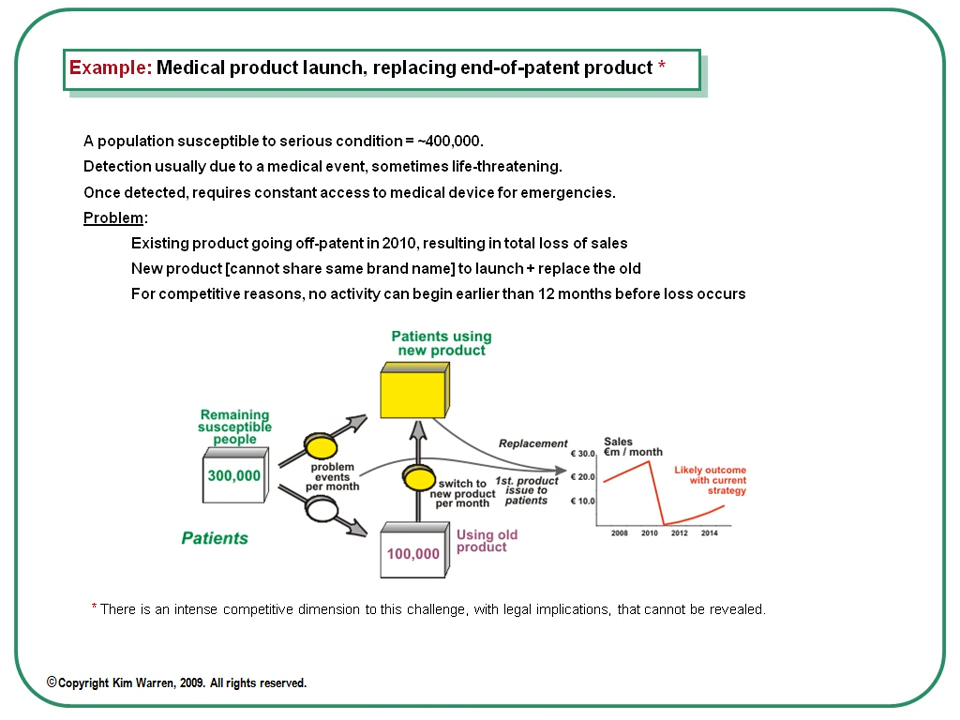 Example: Medical product launch, replacing end-of-patent product *
A population susceptible to serious condition = ~400,000.
Detection usually due to a medical event, sometimes life-threatening.
Once detected, requires constant access to medical device for emergencies.
Problem:
Existing product going off-patent in 2010, resulting in total loss of sales
New product [cannot share same brand name] to launch + replace the old
For competitive reasons, no activity can begin earlier than 12 months before loss occurs
Patients using
new product
Remaining
susceptible
people
300,000
problem
events
per month
switch to
new product
per month
Replacement
1st. product
issue to
patients
Sales
€m / month
€ 30.0
€ 20.0
€ 10.0
Likely outcome
with current
strategy
2008 2010 2012 2014
Patients
Using old
product
100,000
* There is an intense competitive dimension to this challenge, with legal implications, that cannot be revealed.
©Copyright Kim Warren, 2009. All rights reserved.